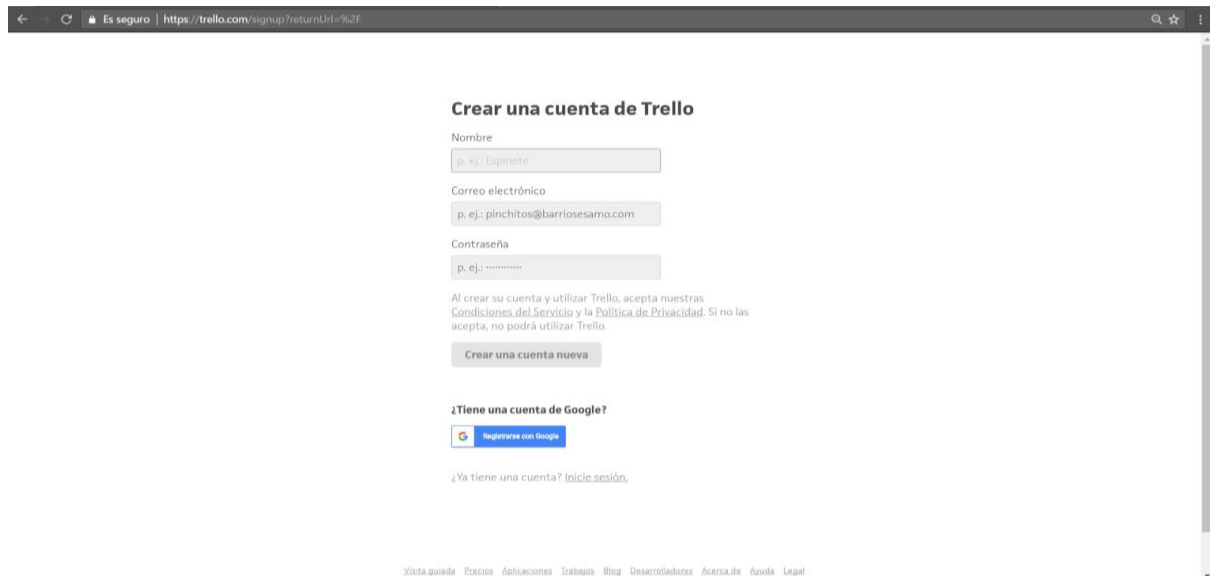 Es seguro | https://trello.com/signup?returnUrl=%2F
Crear una cuenta de Trello
Nombre
p. ej.: Espinete
Correo electrónico
p. ej.: pinchitos@barriosesamo.com
Contraseña
p. ej.: ············
Al crear su cuenta y utilizar Trello, acepta nuestras
Condiciones del Servicio y la Política de Privacidad. Si no las
acepta, no podrá utilizar Trello.
Crear una cuenta nueva
¿Tiene una cuenta de Google?
G Registrarse con Google
¿Ya tiene una cuenta? Inicie sesión.
Visita guiada Precios Aplicaciones Trabajos Blog Desarrolladores Acerca de Ayuda Legal